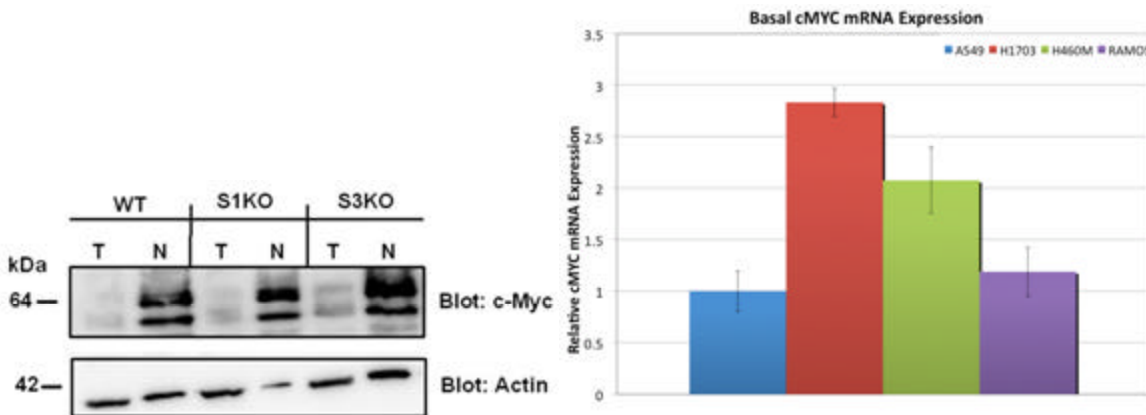 WT S1KO S3KO
T N T N T N
kDa
64
Blot: c-Myc
42
Blot: Actin
Basal cMYC mRNA Expression
A549 H1703 H460M RAMOS
Relative cMYC mRNA Expression
3.5
3
2.5
2
1.5
1
0.5
0